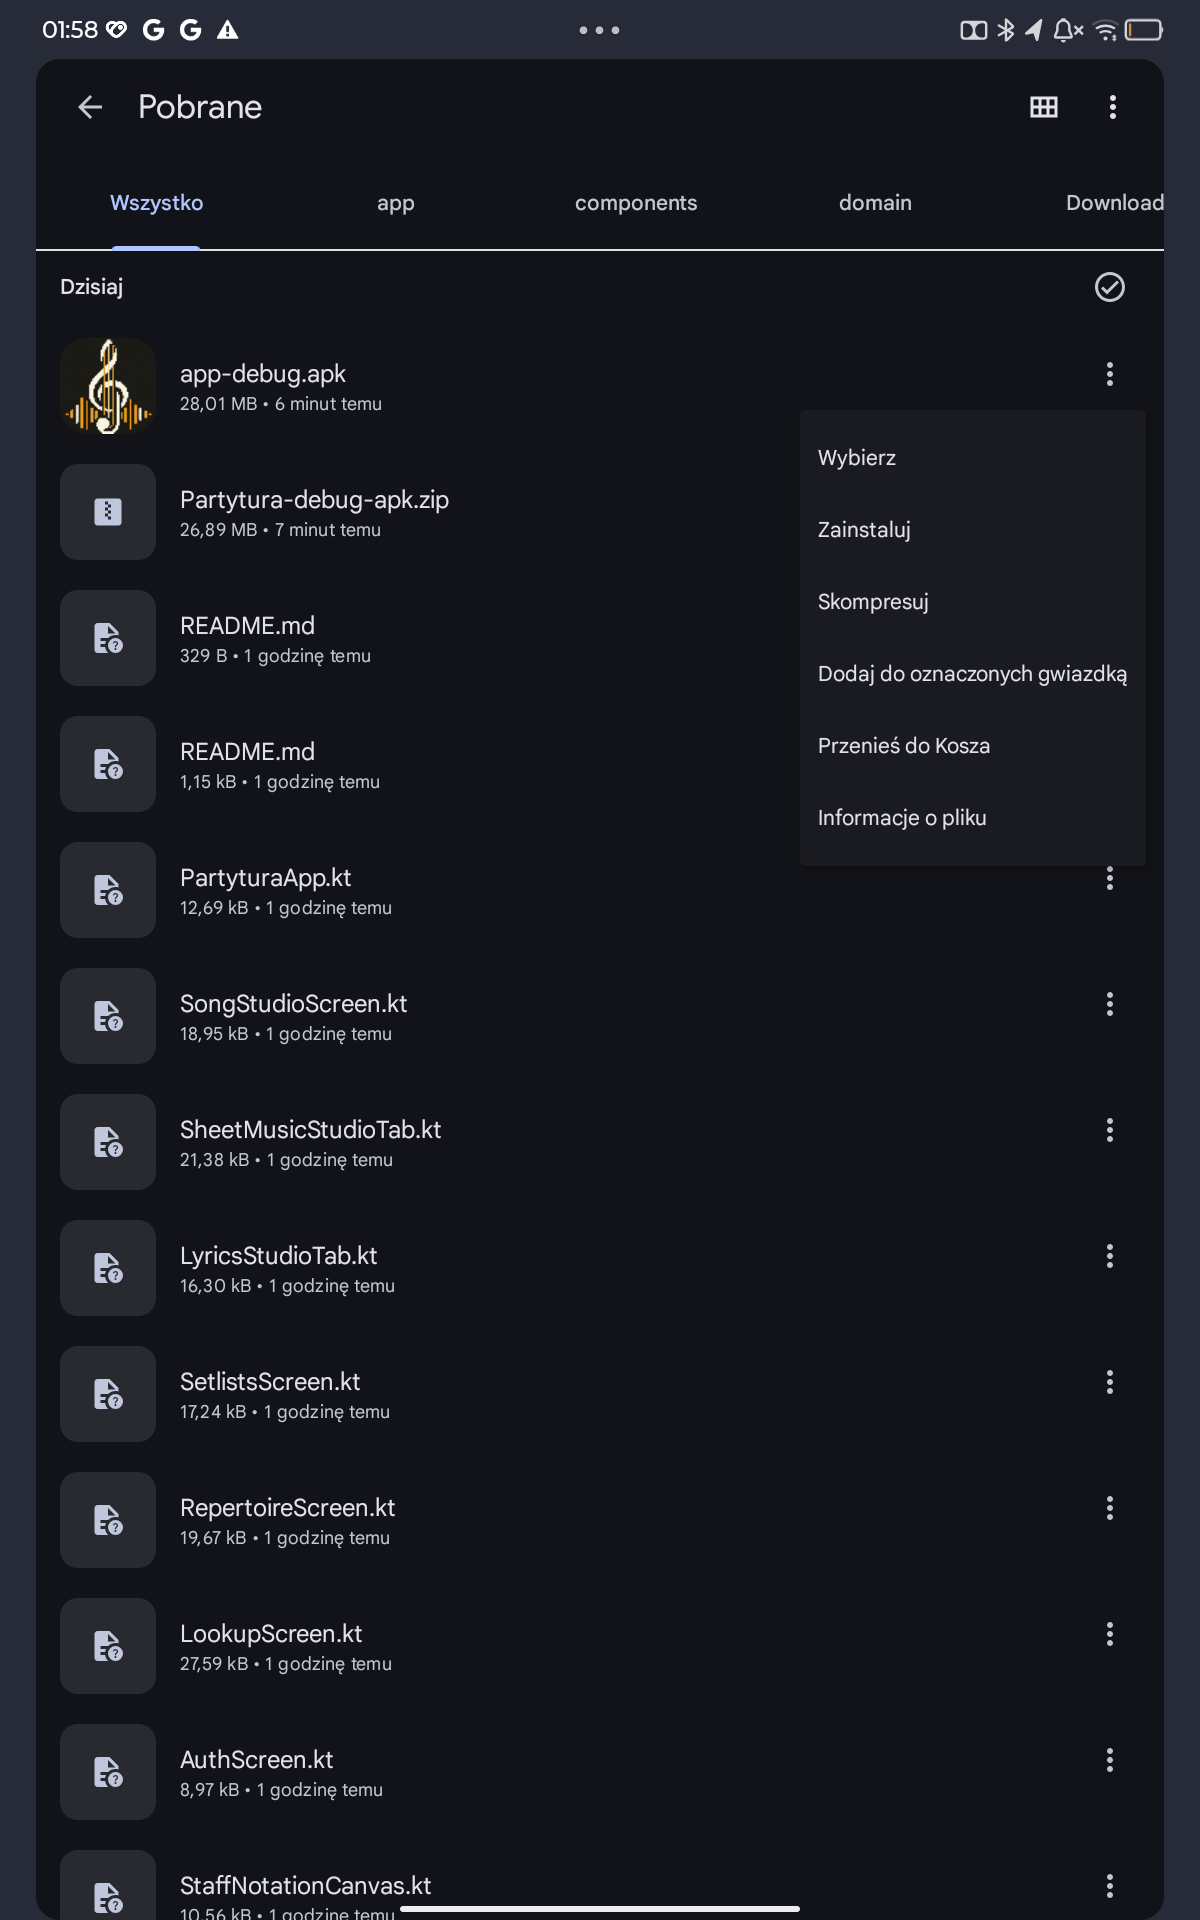 01:58
Pobrane
Wszystko
app
components
domain
Download
Dzisiaj
app-debug.apk
28,01 MB • 6 minut temu
Wybierz
Zainstaluj
Skompresuj
Dodaj do oznaczonych gwiazdką
Przenieś do Kosza
Informacje o pliku
Partytura-debug-apk.zip
26,89 MB • 7 minut temu
README.md
329 B • 1 godzinę temu
README.md
1,15 kB • 1 godzinę temu
PartyturaApp.kt
12,69 kB • 1 godzinę temu
SongStudioScreen.kt
18,95 kB • 1 godzinę temu
SheetMusicStudioTab.kt
21,38 kB • 1 godzinę temu
LyricsStudioTab.kt
16,30 kB • 1 godzinę temu
SetlistsScreen.kt
17,24 kB • 1 godzinę temu
RepertoireScreen.kt
19,67 kB • 1 godzinę temu
LookupScreen.kt
27,59 kB • 1 godzinę temu
AuthScreen.kt
8,97 kB • 1 godzinę temu
StaffNotationCanvas.kt
10,56 kB • 1 godzinę temu